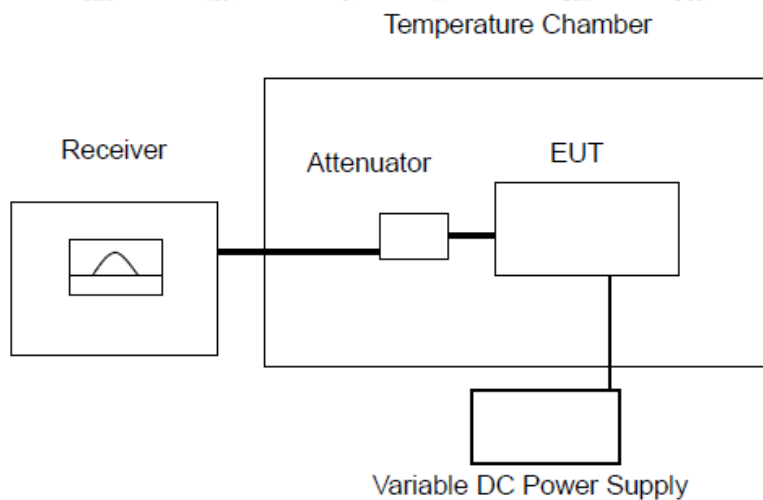 Temperature Chamber
Receiver
Attenuator
EUT
Variable DC Power Supply